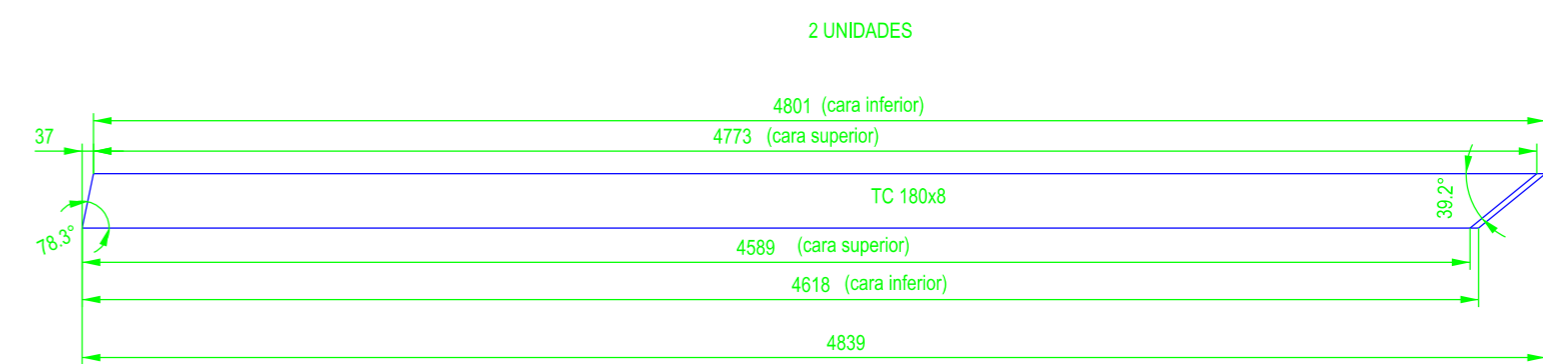 2 UNIDADES
4801 (cara inferior)
37
4773 (cara superior)
TC 180x8
39.2°
78.3°
4589 (cara superior)
4618 (cara inferior)
4839